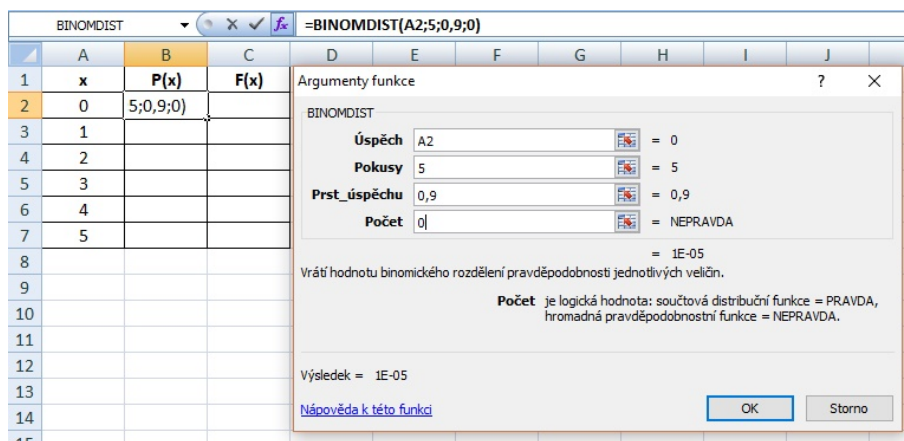 BINOMDIST =BINOMDIST(A2;5;0,9;0)
A B C D E F G H I J
1 x P(x) F(x)
2 0 5;0,9;0)
3 1
4 2
5 3
6 4
7 5
8
9
10
11
12
13
14
15
Argumenty funkce ? ×
BINOMDIST
Úspěch A2 = 0
Pokusy 5 = 5
Prst_úspěchu 0,9 = 0,9
Počet 0 = NEPRAVDA
= 1E-05
Vrátí hodnotu binomického rozdělení pravděpodobnosti jednotlivých veličin.
Počet je logická hodnota: součtová distribuční funkce = PRAVDA,
hromadná pravděpodobnostní funkce = NEPRAVDA.
Výsledek = 1E-05
Nápověda k této funkci OK Storno